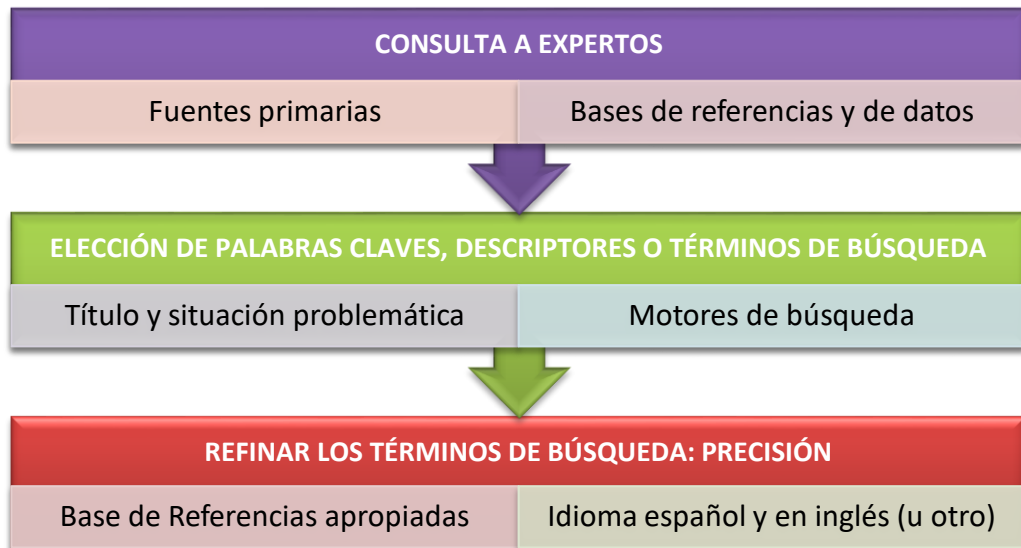 CONSULTA A EXPERTOS
Fuentes primarias
Bases de referencias y de datos
ELECCIÓN DE PALABRAS CLAVES, DESCRIPTORES O TÉRMINOS DE BÚSQUEDA
Título y situación problemática
Motores de búsqueda
REFINAR LOS TÉRMINOS DE BÚSQUEDA: PRECISIÓN
Base de Referencias apropiadas
Idioma español y en inglés (u otro)